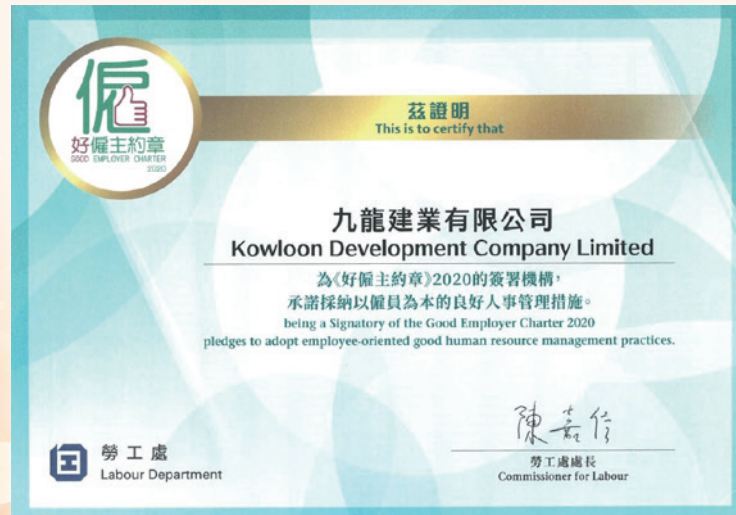 僱
好僱主約章
GOOD EMPLOYER CHARTER
2020
茲證明
This is to certify that
九龍建業有限公司
Kowloon Development Company Limited
為《好僱主約章》2020的簽署機構，
承諾採納以僱員為本的良好人事管理措施。
being a Signatory of the Good Employer Charter 2020
pledges to adopt employee-oriented good human resource management practices.
陳嘉信
勞工處處長
Commissioner for Labour
勞工處
Labour Department